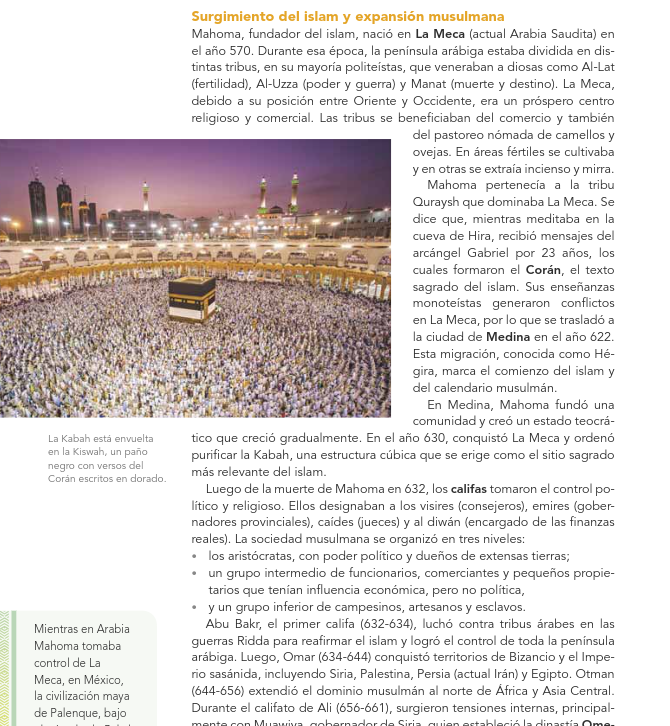 Surgimiento del islam y expansión musulmana
Mahoma, fundador del islam, nació en La Meca (actual Arabia Saudita) en
el año 570. Durante esa época, la península arábiga estaba dividida en dis-
tintas tribus, en su mayoría politeístas, que veneraban a diosas como Al-Lat
(fertilidad), Al-Uzza (poder y guerra) y Manat (muerte y destino). La Meca,
debido a su posición entre Oriente y Occidente, era un próspero centro
religioso y comercial. Las tribus se beneficiaban del comercio y también
del pastoreo nómada de camellos y
ovejas. En áreas fértiles se cultivaba
y en otras se extraía incienso y mirra.
Mahoma pertenecía a la tribu
Quraysh que dominaba La Meca. Se
dice que, mientras meditaba en la
cueva de Hira, recibió mensajes del
arcángel Gabriel por 23 años, los
cuales formaron el Corán, el texto
sagrado del islam. Sus enseñanzas
monoteístas generaron conflictos
en La Meca, por lo que se trasladó a
la ciudad de Medina en el año 622.
Esta migración, conocida como Hé-
gira, marca el comienzo del islam y
del calendario musulmán.
En Medina, Mahoma fundó una
comunidad y creó un estado teocrá-
tico que creció gradualmente. En el año 630, conquistó La Meca y ordenó
purificar la Kabah, una estructura cúbica que se erige como el sitio sagrado
más relevante del islam.
Luego de la muerte de Mahoma en 632, los califas tomaron el control po-
lítico y religioso. Ellos designaban a los visires (consejeros), emires (gober-
nadores provinciales), caídes (jueces) y al diwán (encargado de las finanzas
reales). La sociedad musulmana se organizó en tres niveles:
• los aristócratas, con poder político y dueños de extensas tierras;
• un grupo intermedio de funcionarios, comerciantes y pequeños propie-
tarios que tenían influencia económica, pero no política,
• y un grupo inferior de campesinos, artesanos y esclavos.
Abu Bakr, el primer califa (632-634), luchó contra tribus árabes en las
guerras Ridda para reafirmar el islam y logró el control de toda la península
arábiga. Luego, Omar (634-644) conquistó territorios de Bizancio y el Impe-
rio sasánida, incluyendo Siria, Palestina, Persia (actual Irán) y Egipto. Otman
(644-656) extendió el dominio musulmán al norte de África y Asia Central.
Durante el califato de Ali (656-661), surgieron tensiones internas, principal-
mente con Muawiya, gobernador de Siria, quien estableció la dinastía Ome-
La Kabah está envuelta
en la Kiswah, un paño
negro con versos del
Corán escritos en dorado.
Mientras en Arabia
Mahoma tomaba
control de La
Meca, en México,
la civilización maya
de Palenque, bajo